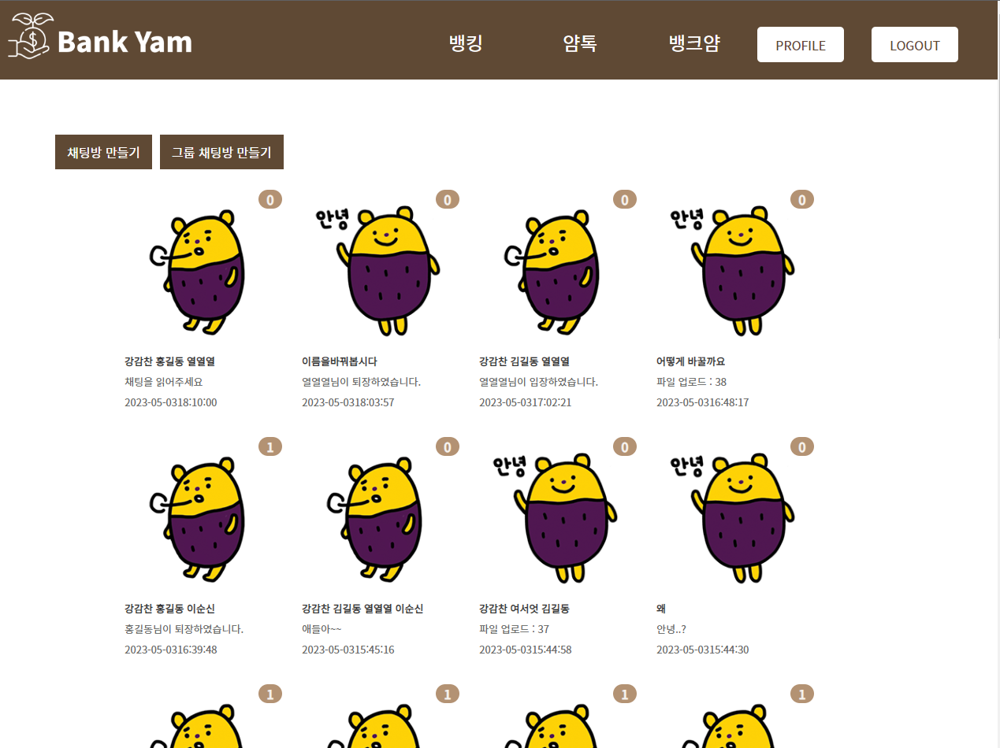 Bank Yam
뱅킹 얌톡 뱅크얌 PROFILE LOGOUT
채팅방 만들기 그룹 채팅방 만들기
0 0 0 0
안녕 안녕
강감찬 홍길동 열열열 이름을바꿔봅시다 강감찬 김길동 열열열 어떻게 바꿀까요
채팅을 읽어주세요 열열열님이 퇴장하였습니다. 열열열님이 입장하였습니다. 파일 업로드 : 38
2023-05-0318:10:00 2023-05-0318:03:57 2023-05-0317:02:21 2023-05-0316:48:17
1 0 0 0
안녕 안녕
강감찬 홍길동 이순신 강감찬 김길동 열열열 이순신 강감찬 여서엇 김길동 왜
홍길동님이 퇴장하였습니다. 얘들아~~ 파일 업로드 : 37 안녕..?
2023-05-0316:39:48 2023-05-0315:45:16 2023-05-0315:44:58 2023-05-0315:44:30
1 1 1 1